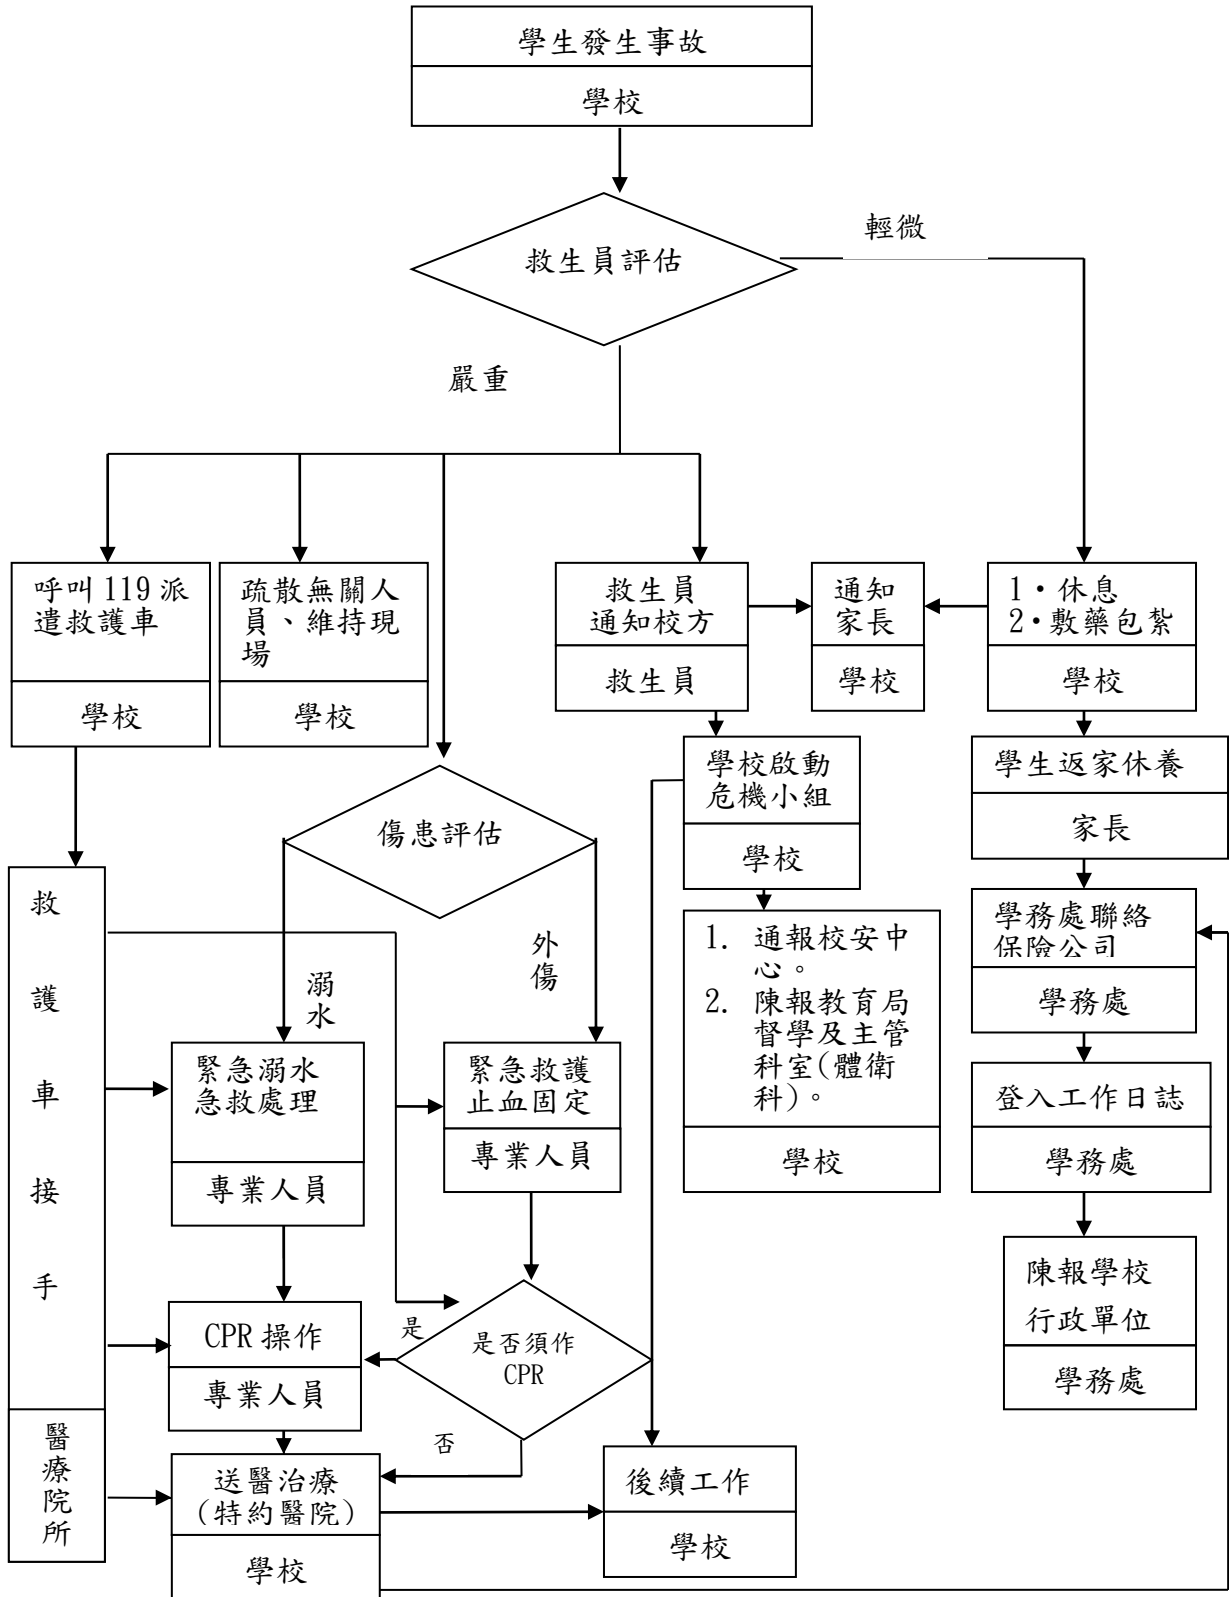 學生發生事故
學校
救生員評估
輕微
嚴重
呼叫 119 派
遣救護車
學校
疏散無關人
員、維持現
場
學校
救生員
通知校方
救生員
通知
家長
學校
1．休息
2．敷藥包紮
學校
學校啟動
危機小組
學校
學生返家休養
家長
傷患評估
溺
水
外
傷
救
護
車
接
手
醫
療
院
所
緊急溺水
急救處理
專業人員
緊急救護
止血固定
專業人員
1. 通報校安中
心。
2. 陳報教育局
督學及主管
科室(體衛
科)。
學校
學務處聯絡
保險公司
學務處
登入工作日誌
學務處
陳報學校
行政單位
學務處
CPR 操作
專業人員
是
是否須作
CPR
否
送醫治療
(特約醫院)
學校
後續工作
學校